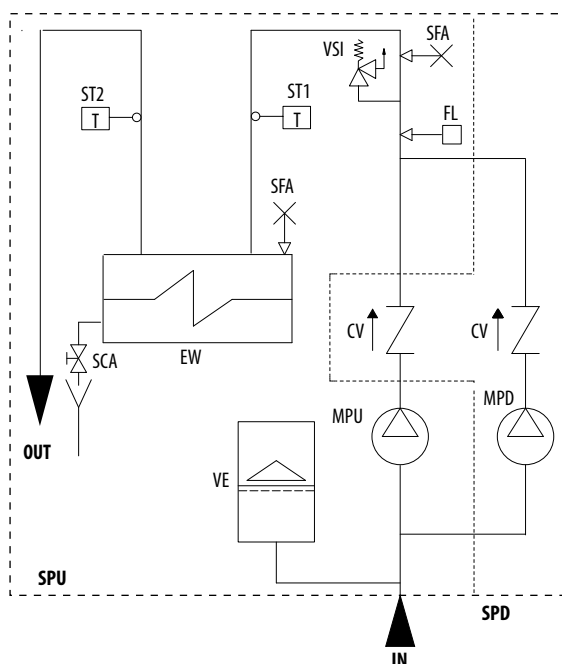 VSI
SFA
ST2
T
ST1
T
FL
SFA
CV
CV
SCA
EW
MPU
MPD
OUT
VE
SPU
SPD
IN